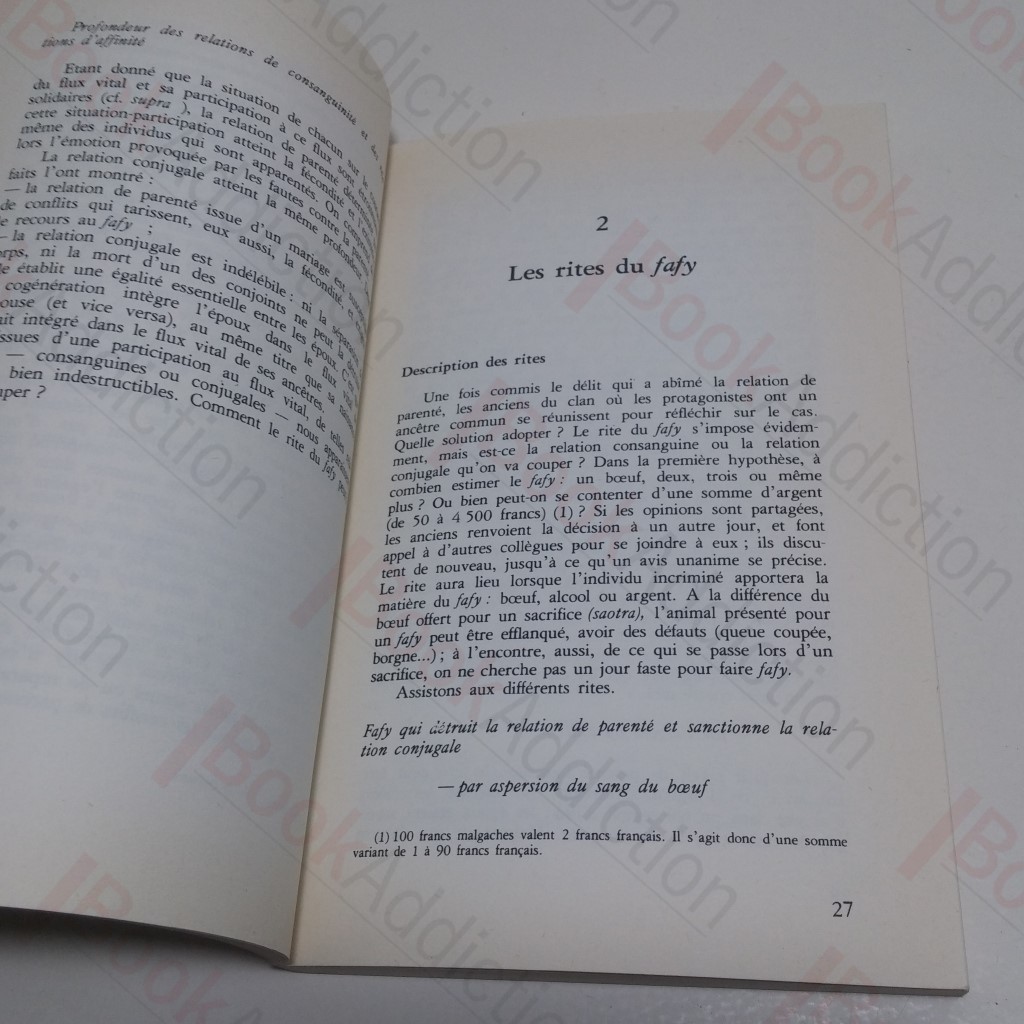 Profondeur des relations de consanguinité et des
tions d'affinité
Etant donné que la situation de chacun sur le
du flux vital et sa participation à ce flux sont
solidaires (cf. supra ), la relation de parenté
cette situation-participation atteint la fécondité et
même des individus qui sont apparentés. On
lors l'émotion provoquée par les fautes contre la
La relation conjugale atteint la même profondeur
faits l'ont montré :
— la relation de parenté issue d'un mariage est
de conflits qui tarissent, eux aussi, la fécondité, et
recours au fafy ;
— la relation conjugale est indélébile : ni la
ni la mort d'un des conjoints ne peut la
établit une égalité essentielle entre les époux
cogénération intègre l'époux dans le flux vital
(et vice versa), au même titre que sa
intégré dans le flux vital de ses ancêtres.
d'une participation au flux vital, de telles
— consanguines ou conjugales — nous
bien indestructibles. Comment le rite du fafy
?
2
Les rites du fafy
Description des rites
Une fois commis le délit qui a abîmé la relation de
parenté, les anciens du clan où les protagonistes ont un
ancêtre commun se réunissent pour réfléchir sur le cas.
Quelle solution adopter ? Le rite du fafy s'impose évidem-
ment, mais est-ce la relation consanguine ou la relation
conjugale qu'on va couper ? Dans la première hypothèse, à
combien estimer le fafy : un bœuf, deux, trois ou même
plus ? Ou bien peut-on se contenter d'une somme d'argent
(de 50 à 4 500 francs) (1) ? Si les opinions sont partagées,
les anciens renvoient la décision à un autre jour, et font
appel à d'autres collègues pour se joindre à eux ; ils discu-
tent de nouveau, jusqu'à ce qu'un avis unanime se précise.
Le rite aura lieu lorsque l'individu incriminé apportera la
matière du fafy : bœuf, alcool ou argent. A la différence du
bœuf offert pour un sacrifice (saotra), l'animal présenté pour
un fafy peut être efflanqué, avoir des défauts (queue coupée,
borgne...) ; à l'encontre, aussi, de ce qui se passe lors d'un
sacrifice, on ne cherche pas un jour faste pour faire fafy.
Assistons aux différents rites.
Fafy qui détruit la relation de parenté et sanctionne la rela-
tion conjugale
— par aspersion du sang du bœuf
(1) 100 francs malgaches valent 2 francs français. Il s'agit donc d'une somme
variant de 1 à 90 francs français.
27
BookAddiction